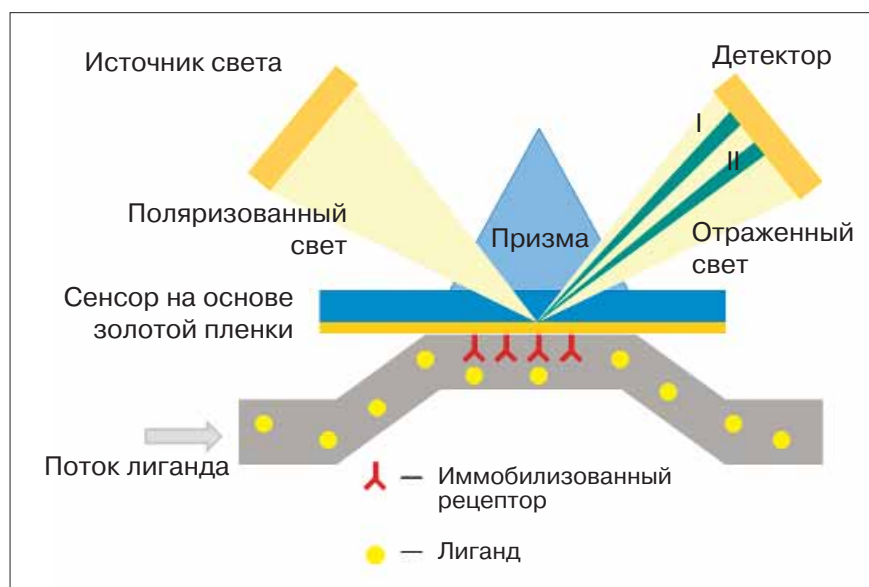 Источник света
Детектор
I
II
Поляризованный
свет
Призма
Отраженный
свет
Сенсор на основе
золотой пленки
Поток лиганда
— Иммобилизованный
рецептор
— Лиганд